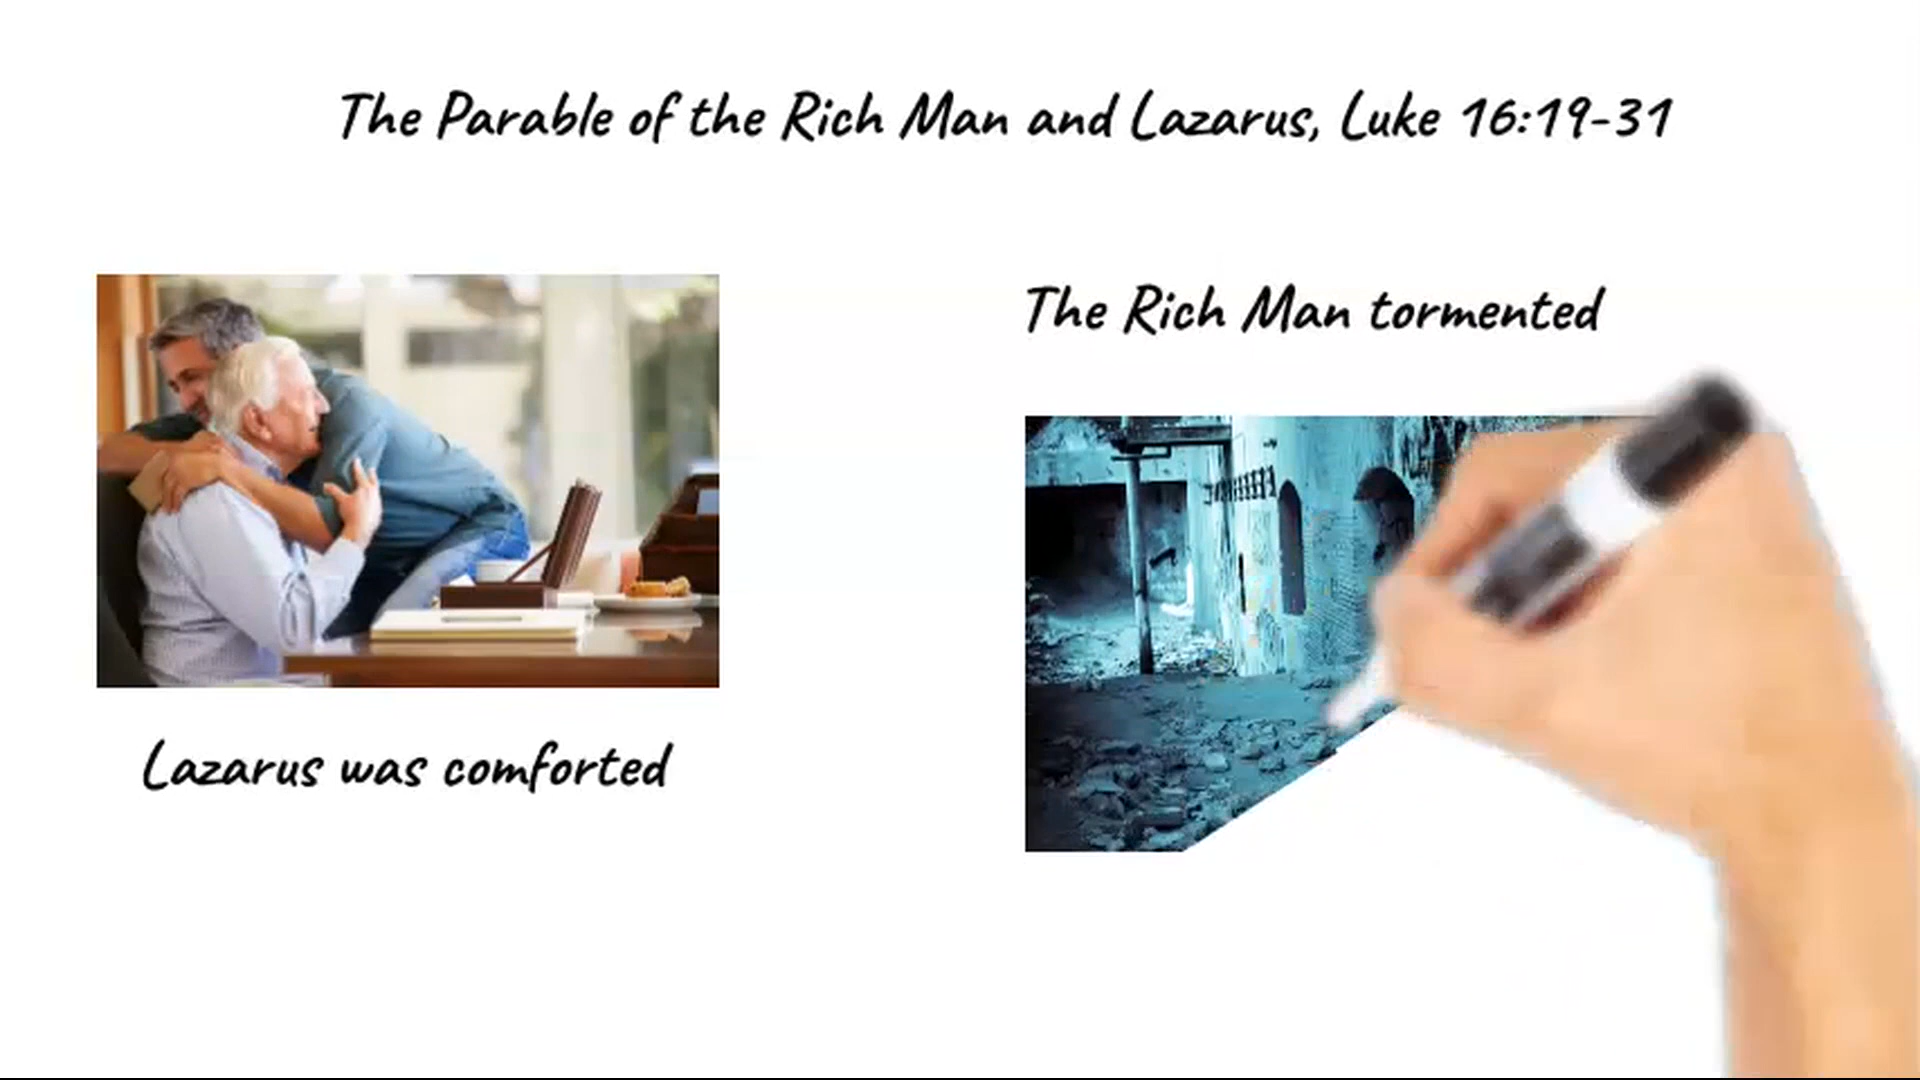 The Parable of the Rich Man and Lazarus, Luke 16:19-31
The Rich Man tormented
Lazarus was comforted